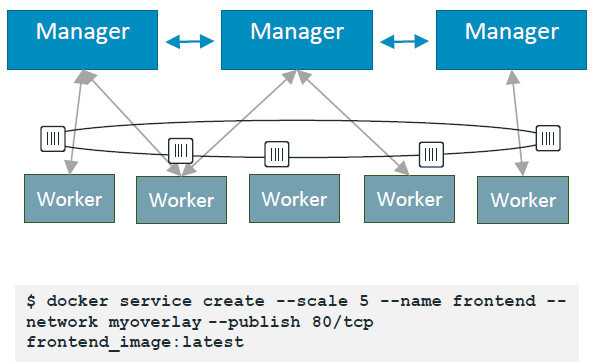 Manager Manager Manager
Worker Worker Worker Worker Worker
$ docker service create --scale 5 --name frontend --
network myoverlay --publish 80/tcp
frontend_image:latest